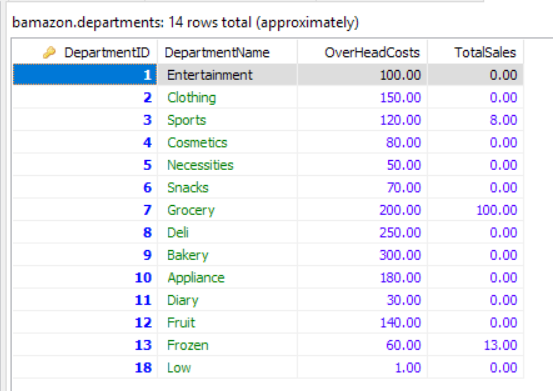 bamazon.departments: 14 rows total (approximately)
DepartmentID DepartmentName OverHeadCosts TotalSales
1 Entertainment 100.00 0.00
2 Clothing 150.00 0.00
3 Sports 120.00 8.00
4 Cosmetics 80.00 0.00
5 Necessities 50.00 0.00
6 Snacks 70.00 0.00
7 Grocery 200.00 100.00
8 Deli 250.00 0.00
9 Bakery 300.00 0.00
10 Appliance 180.00 0.00
11 Diary 30.00 0.00
12 Fruit 140.00 0.00
13 Frozen 60.00 13.00
18 Low 1.00 0.00